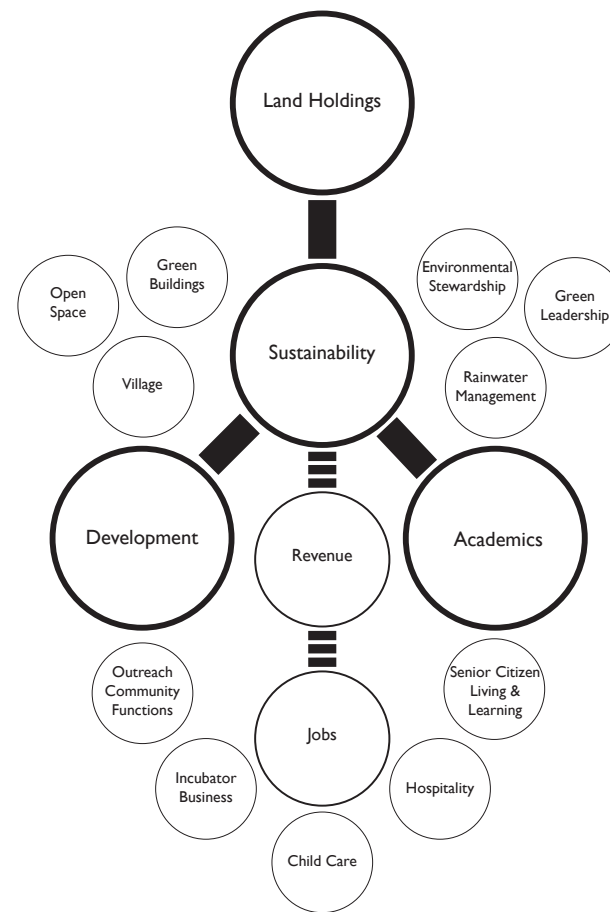 Land Holdings
Green
Buildings
Open
Space
Village
Environmental
Stewardship
Green
Leadership
Rainwater
Management
Sustainability
Development
Revenue
Academics
Outreach
Community
Functions
Jobs
Senior Citizen
Living &
Learning
Incubator
Business
Hospitality
Child Care